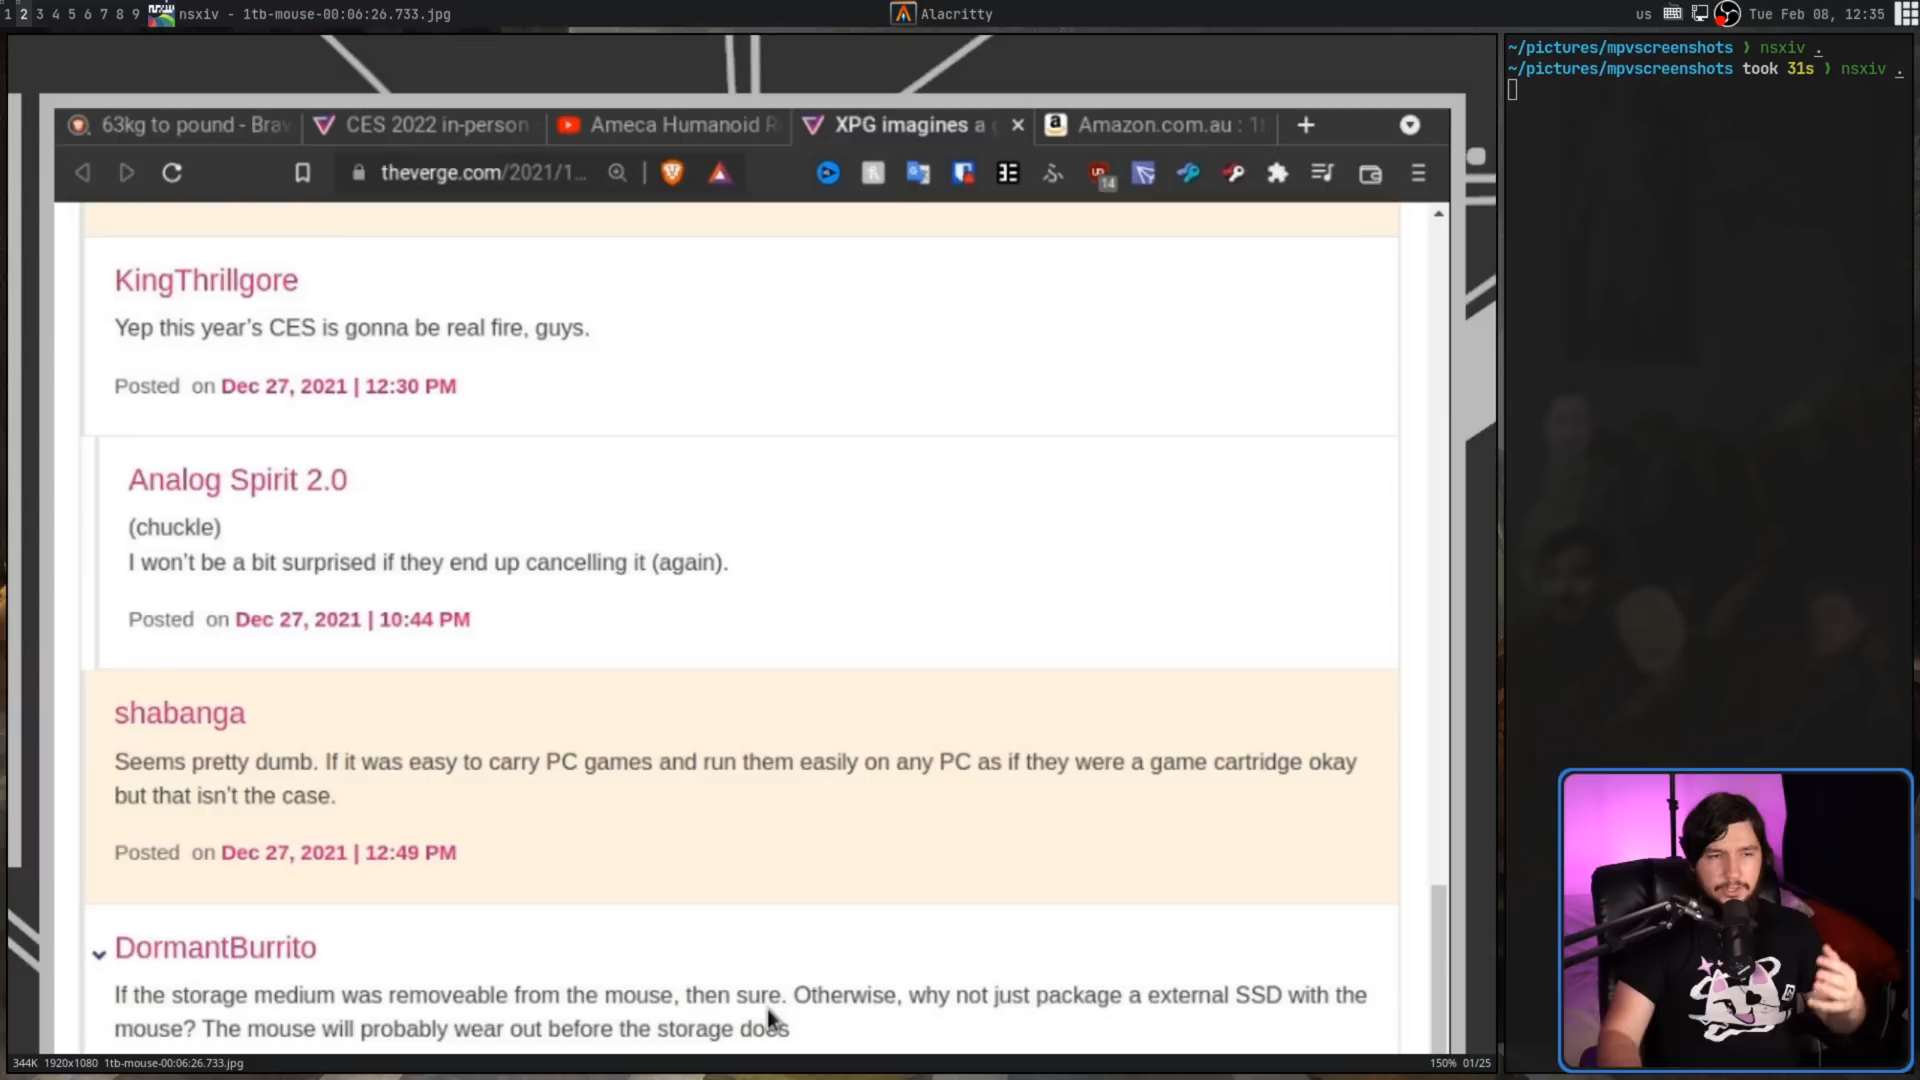 1 2 3 4 5 6 7 8 9 nsxiv - 1tb-mouse-00:06:26.733.jpg
Alacritty
us Tue Feb 08, 12:35
~/pictures/mpvscreenshots ❯ nsxiv .
~/pictures/mpvscreenshots took 31s ❯ nsxiv .
63kg to pound - Brav
CES 2022 in-person
Ameca Humanoid R
XPG imagines a g
Amazon.com.au : 1t
theverge.com/2021/1...
14
KingThrillgore
Yep this year's CES is gonna be real fire, guys.
Posted on Dec 27, 2021 | 12:30 PM
Analog Spirit 2.0
(chuckle)
I won't be a bit surprised if they end up cancelling it (again).
Posted on Dec 27, 2021 | 10:44 PM
shabanga
Seems pretty dumb. If it was easy to carry PC games and run them easily on any PC as if they were a game cartridge okay
but that isn't the case.
Posted on Dec 27, 2021 | 12:49 PM
DormantBurrito
If the storage medium was removeable from the mouse, then sure. Otherwise, why not just package a external SSD with the
mouse? The mouse will probably wear out before the storage does
344K 1920x1080 1tb-mouse-00:06:26.733.jpg
150% 01/25